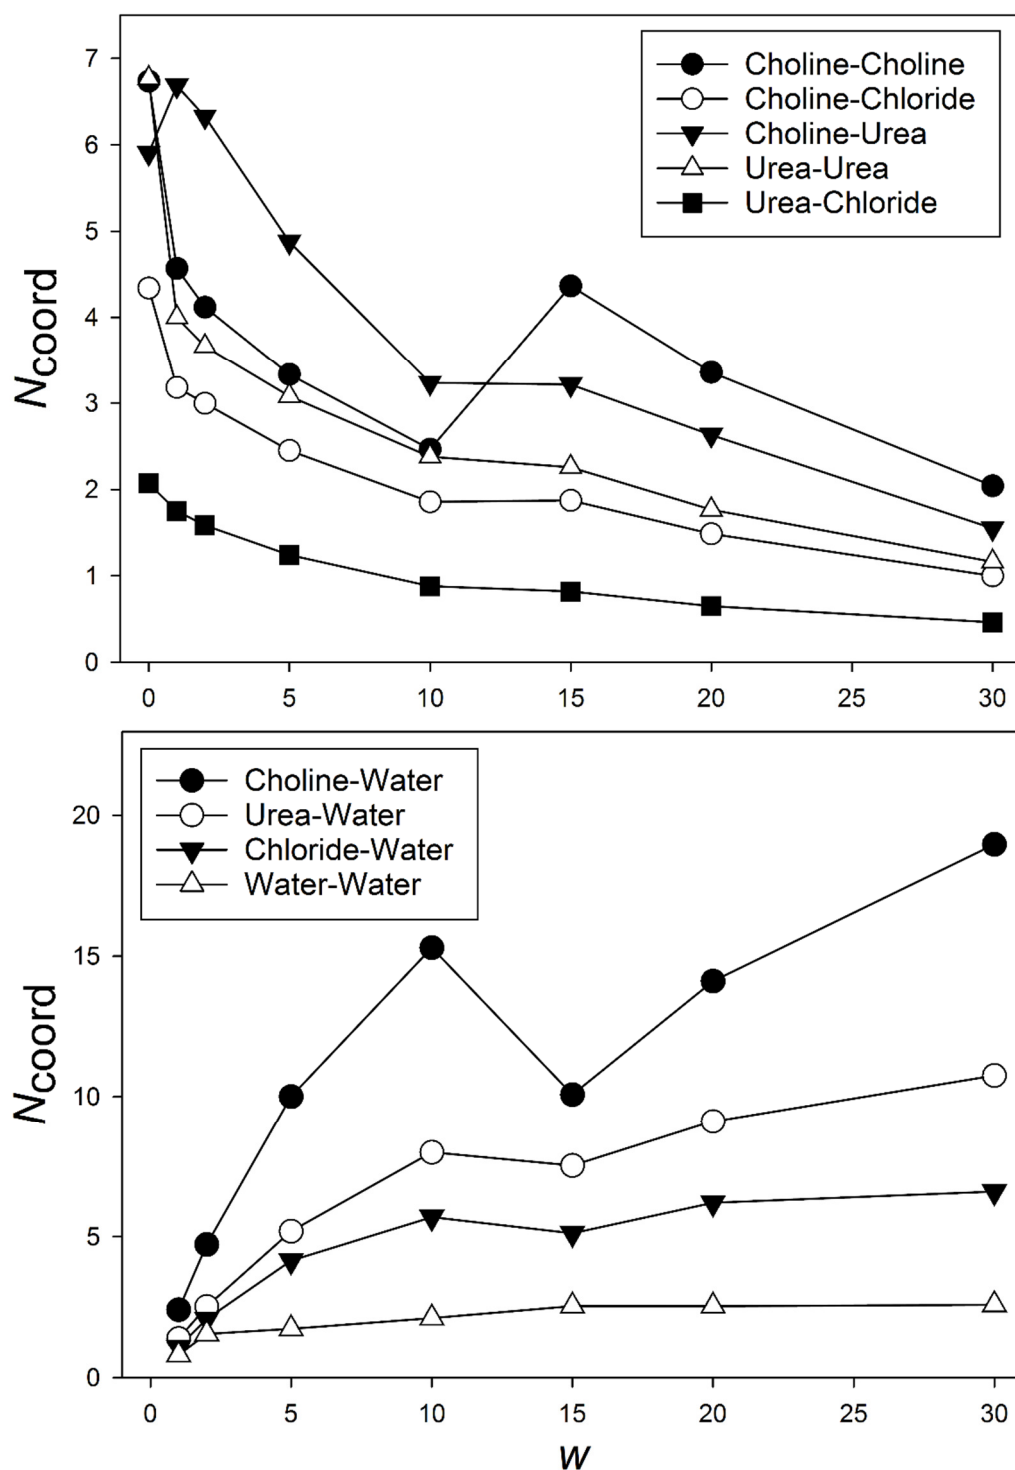 7
6
5
4
3
2
1
0
Ncoord
Choline-Choline
Choline-Chloride
Choline-Urea
Urea-Urea
Urea-Chloride
0 5 10 15 20 25 30
20
15
10
5
0
Ncoord
Choline-Water
Urea-Water
Chloride-Water
Water-Water
0 5 10 15 20 25 30
w